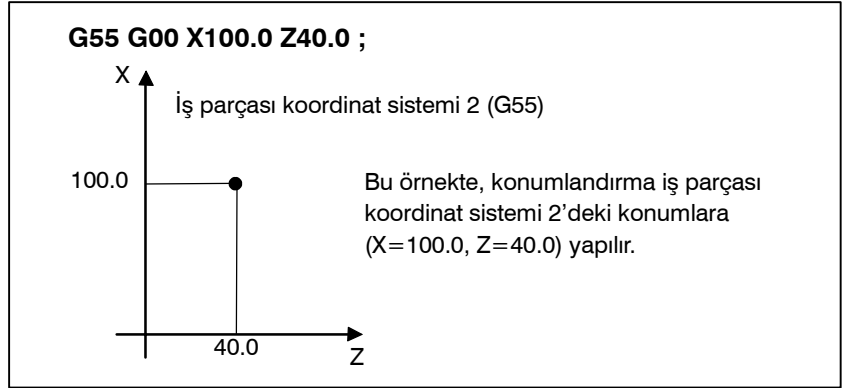 G55 G00 X100.0 Z40.0 ;
X
İş parçası koordinat sistemi 2 (G55)
100.0
Bu örnekte, konumlandırma iş parçası
koordinat sistemi 2'deki konumlara
(X=100.0, Z=40.0) yapılır.
40.0
Z